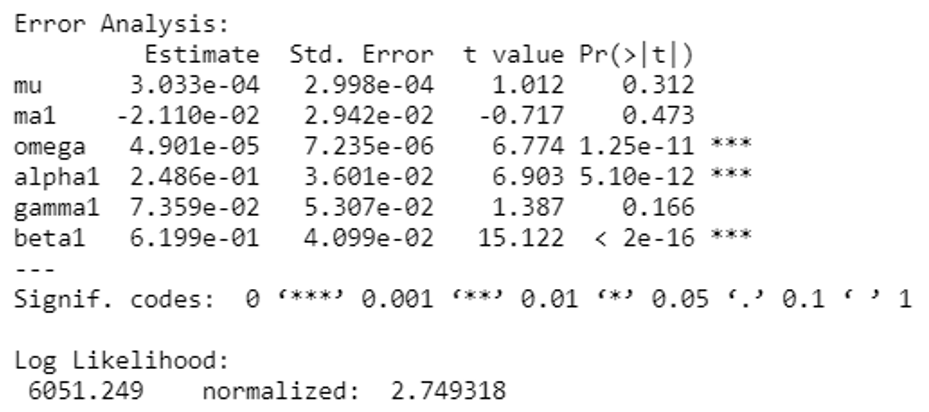 Error Analysis:
Estimate Std. Error t value Pr(>|t|)
mu 3.033e-04 2.998e-04 1.012 0.312
ma1 -2.110e-02 2.942e-02 -0.717 0.473
omega 4.901e-05 7.235e-06 6.774 1.25e-11 ***
alpha1 2.486e-01 3.601e-02 6.903 5.10e-12 ***
gamma1 7.359e-02 5.307e-02 1.387 0.166
beta1 6.199e-01 4.099e-02 15.122 < 2e-16 ***
---
Signif. codes: 0 ‘***’ 0.001 ‘**’ 0.01 ‘*’ 0.05 ‘.’ 0.1 ‘ ’ 1
Log Likelihood:
6051.249 normalized: 2.749318